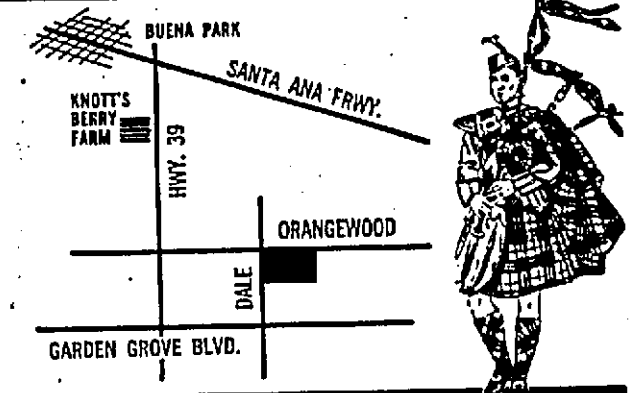 BUENA PARK
SANTA ANA FRWY.
KNOTT'S
BERRY
FARM
HWY. 39
ORANGEWOOD
DALE
GARDEN GROVE BLVD.